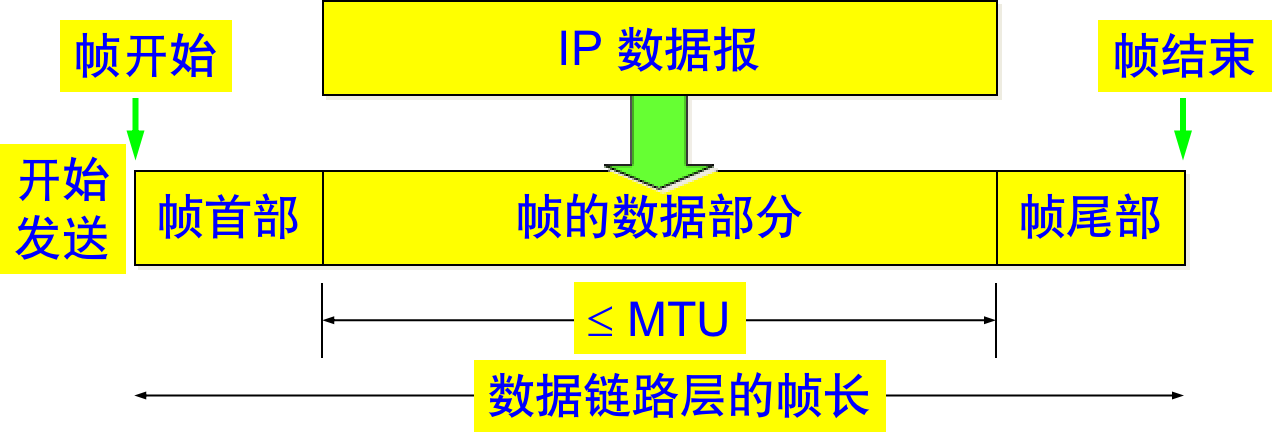 IP 数据报
帧开始
帧结束
开始
发送
帧首部
帧的数据部分
帧尾部
≤ MTU
数据链路层的帧长